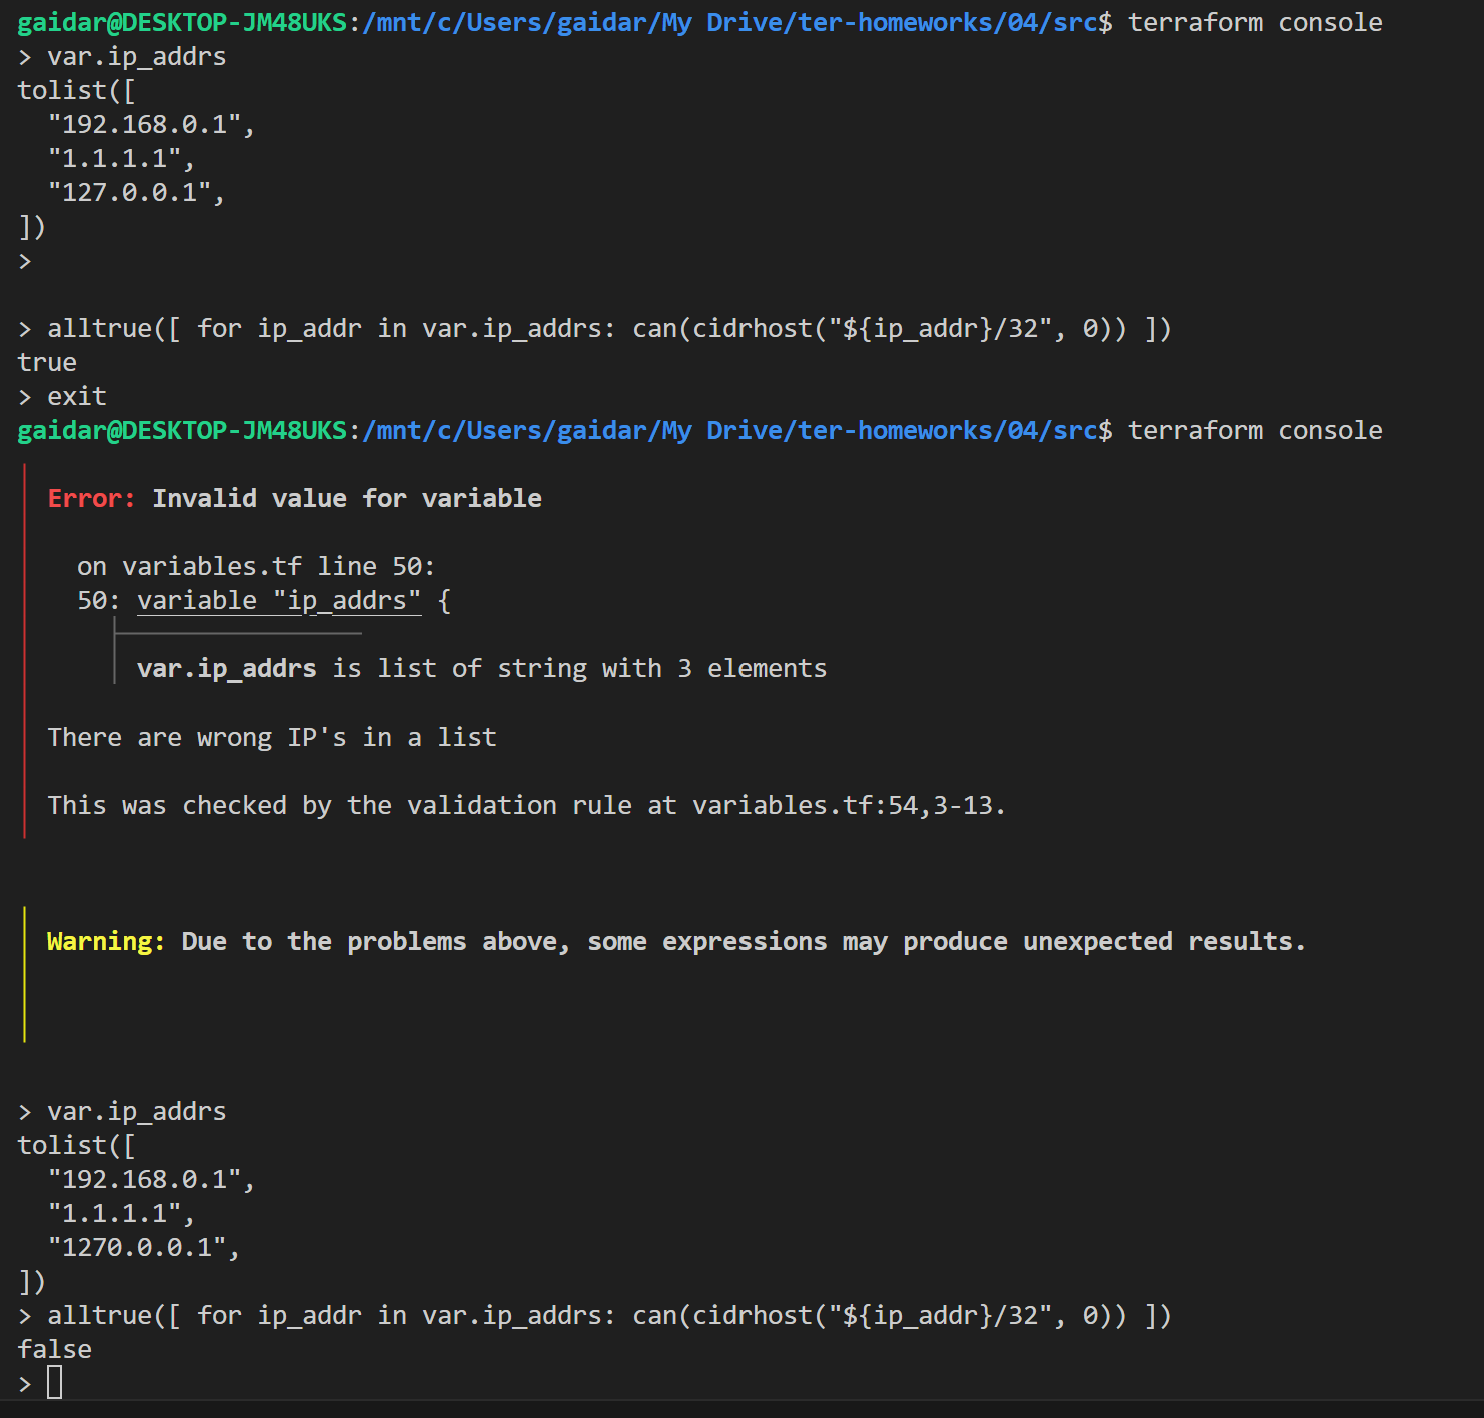 gaidar@DESKTOP-JM48UKS:/mnt/c/Users/gaidar/My Drive/ter-homeworks/04/src$ terraform console
> var.ip_addrs
tolist([
  "192.168.0.1",
  "1.1.1.1",
  "127.0.0.1",
])
>
> alltrue([ for ip_addr in var.ip_addrs: can(cidrhost("${ip_addr}/32", 0)) ])
true
> exit
gaidar@DESKTOP-JM48UKS:/mnt/c/Users/gaidar/My Drive/ter-homeworks/04/src$ terraform console
Error: Invalid value for variable
on variables.tf line 50:
50: variable "ip_addrs" {
var.ip_addrs is list of string with 3 elements
There are wrong IP's in a list
This was checked by the validation rule at variables.tf:54,3-13.
Warning: Due to the problems above, some expressions may produce unexpected results.
> var.ip_addrs
tolist([
  "192.168.0.1",
  "1.1.1.1",
  "1270.0.0.1",
])
> alltrue([ for ip_addr in var.ip_addrs: can(cidrhost("${ip_addr}/32", 0)) ])
false
>